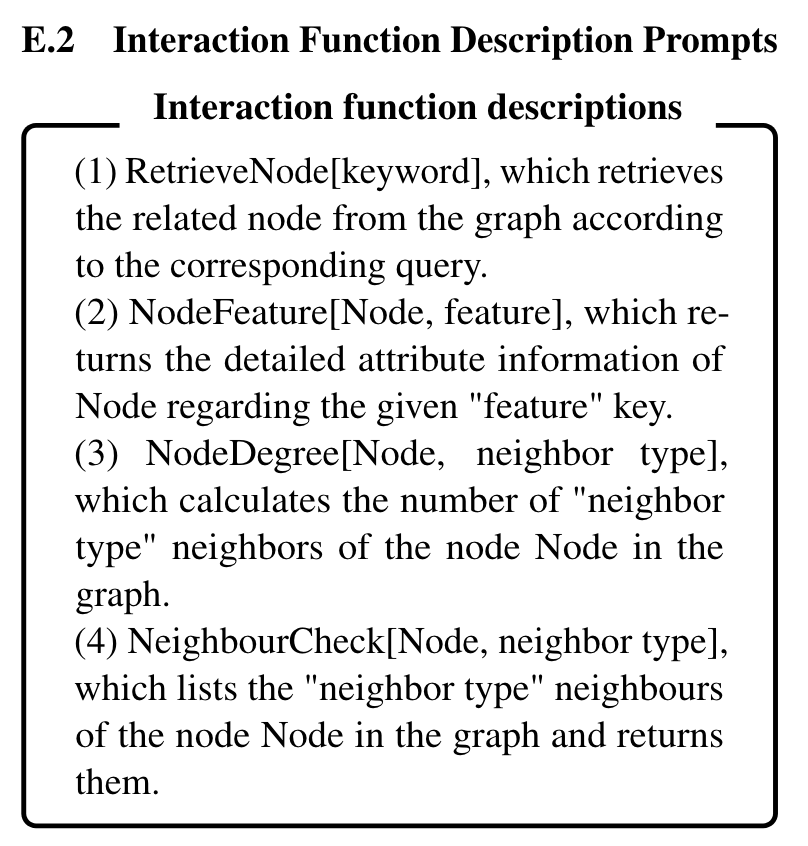 E.2 Interaction Function Description Prompts
Interaction function descriptions
(1) RetrieveNode[keyword], which retrieves
the related node from the graph according
to the corresponding query.
(2) NodeFeature[Node, feature], which re-
turns the detailed attribute information of
Node regarding the given "feature" key.
(3) NodeDegree[Node, neighbor type],
which calculates the number of "neighbor
type" neighbors of the node Node in the
graph.
(4) NeighbourCheck[Node, neighbor type],
which lists the "neighbor type" neighbours
of the node Node in the graph and returns
them.